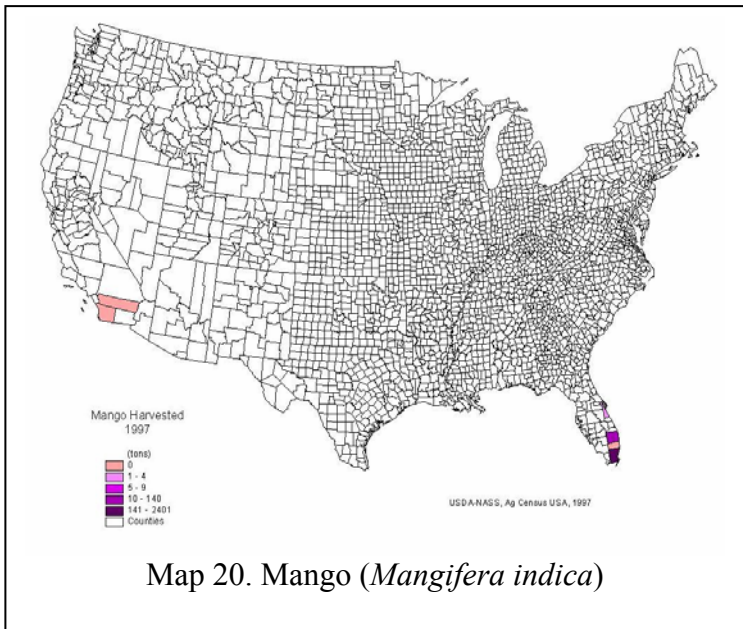 Mango Harvested
1997
(tons)
0
1 - 4
5 - 9
10 - 140
141 - 2401
Counties
USDA-NASS, Ag Census USA, 1997
Map 20. Mango (Mangifera indica)